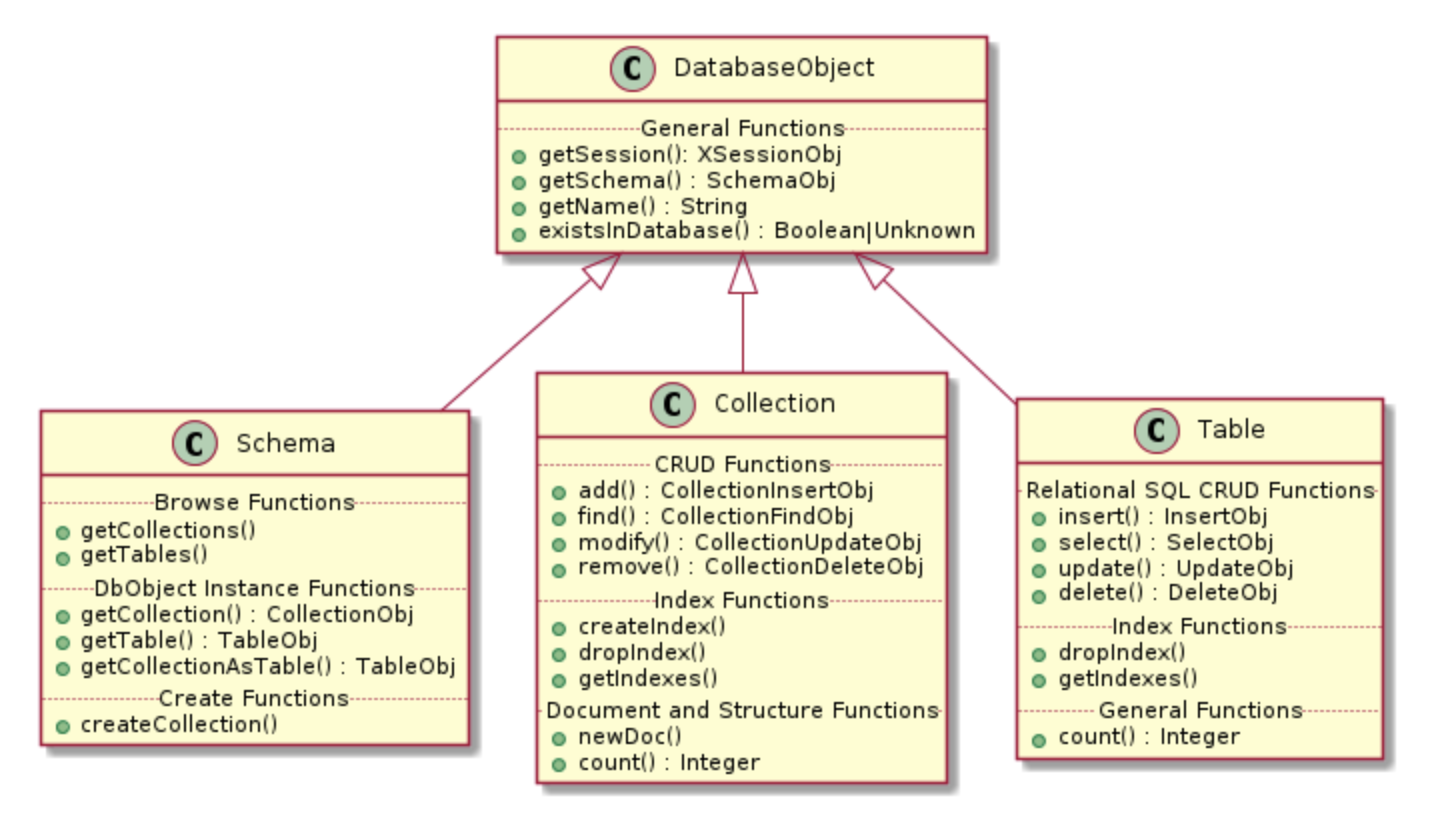 C DatabaseObject
General Functions
getSession(): XSessionObj
getSchema() : SchemaObj
getName() : String
existsInDatabase() : Boolean|Unknown
C Schema
Browse Functions
getCollections()
getTables()
DbObject Instance Functions
getCollection() : CollectionObj
getTable() : TableObj
getCollectionAsTable() : TableObj
Create Functions
createCollection()
C Collection
CRUD Functions
add() : CollectionInsertObj
find() : CollectionFindObj
modify() : CollectionUpdateObj
remove() : CollectionDeleteObj
Index Functions
createIndex()
dropIndex()
getIndexes()
Document and Structure Functions
newDoc()
count() : Integer
C Table
Relational SQL CRUD Functions
insert() : InsertObj
select() : SelectObj
update() : UpdateObj
delete() : DeleteObj
Index Functions
dropIndex()
getIndexes()
General Functions
count() : Integer